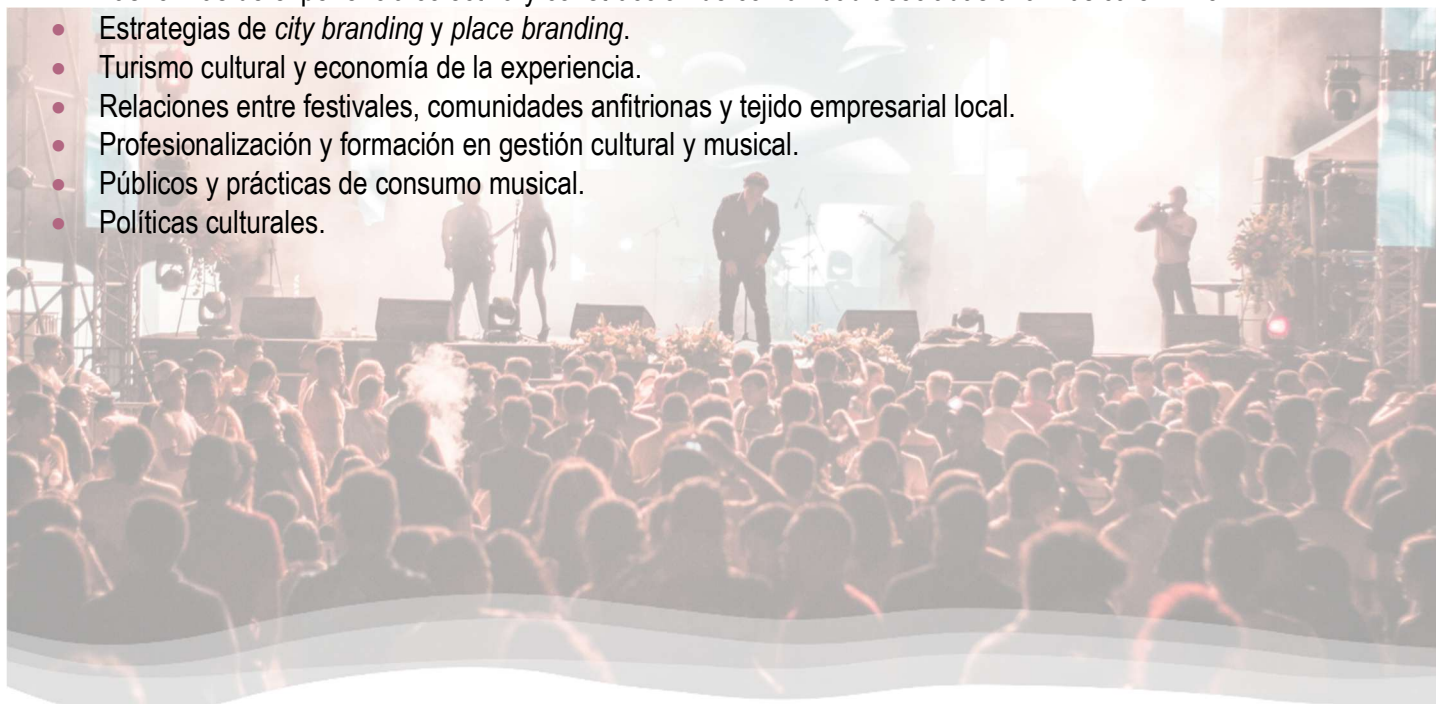 ● Estrategias de city branding y place branding.
● Turismo cultural y economía de la experiencia.
● Relaciones entre festivales, comunidades anfitrionas y tejido empresarial local.
● Profesionalización y formación en gestión cultural y musical.
● Públicos y prácticas de consumo musical.
● Políticas culturales.